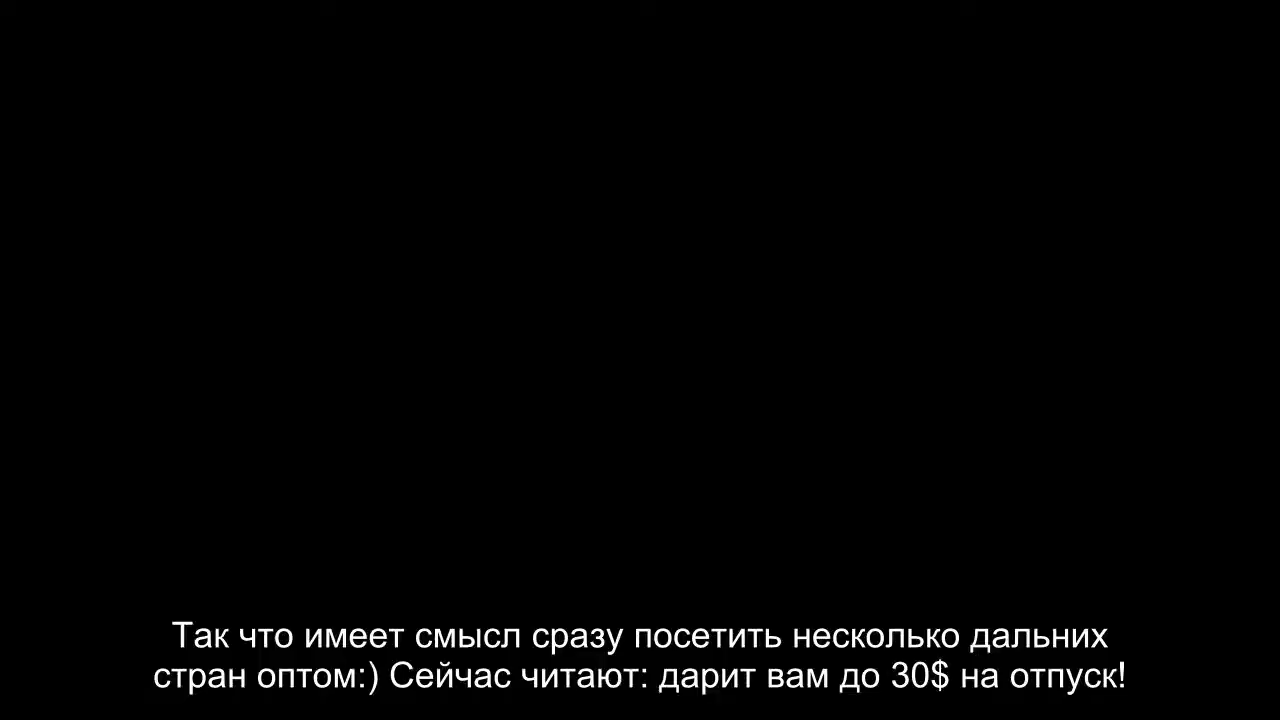 Так что имеет смысл сразу посетить несколько дальних
стран оптом:) Сейчас читают: дарит вам до 30$ на отпуск!